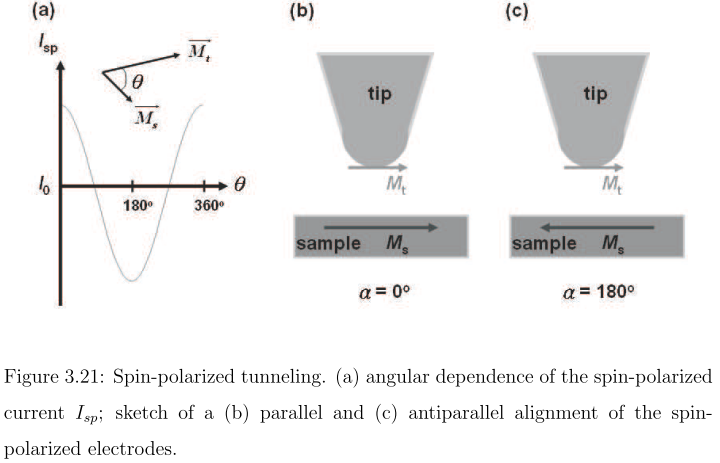 (a)
I_sp
M_t
θ
M_s
I_0
θ
180°
360°
(b)
tip
M_t
sample M_s
α = 0°
(c)
tip
M_t
sample M_s
α = 180°
Figure 3.21: Spin-polarized tunneling. (a) angular dependence of the spin-polarized
current I_sp; sketch of a (b) parallel and (c) antiparallel alignment of the spin-
polarized electrodes.